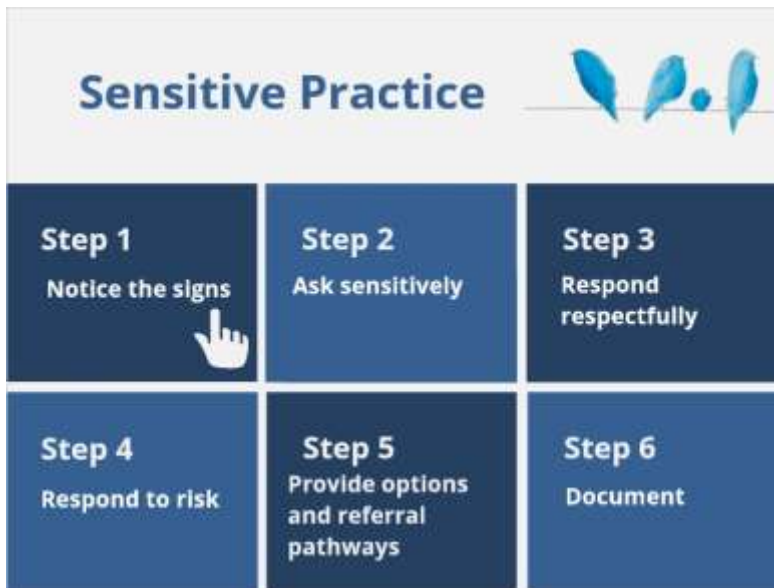 Sensitive Practice
Step 1
Notice the signs
Step 2
Ask sensitively
Step 3
Respond
respectfully
Step 4
Respond to risk
Step 5
Provide options
and referral
pathways
Step 6
Document